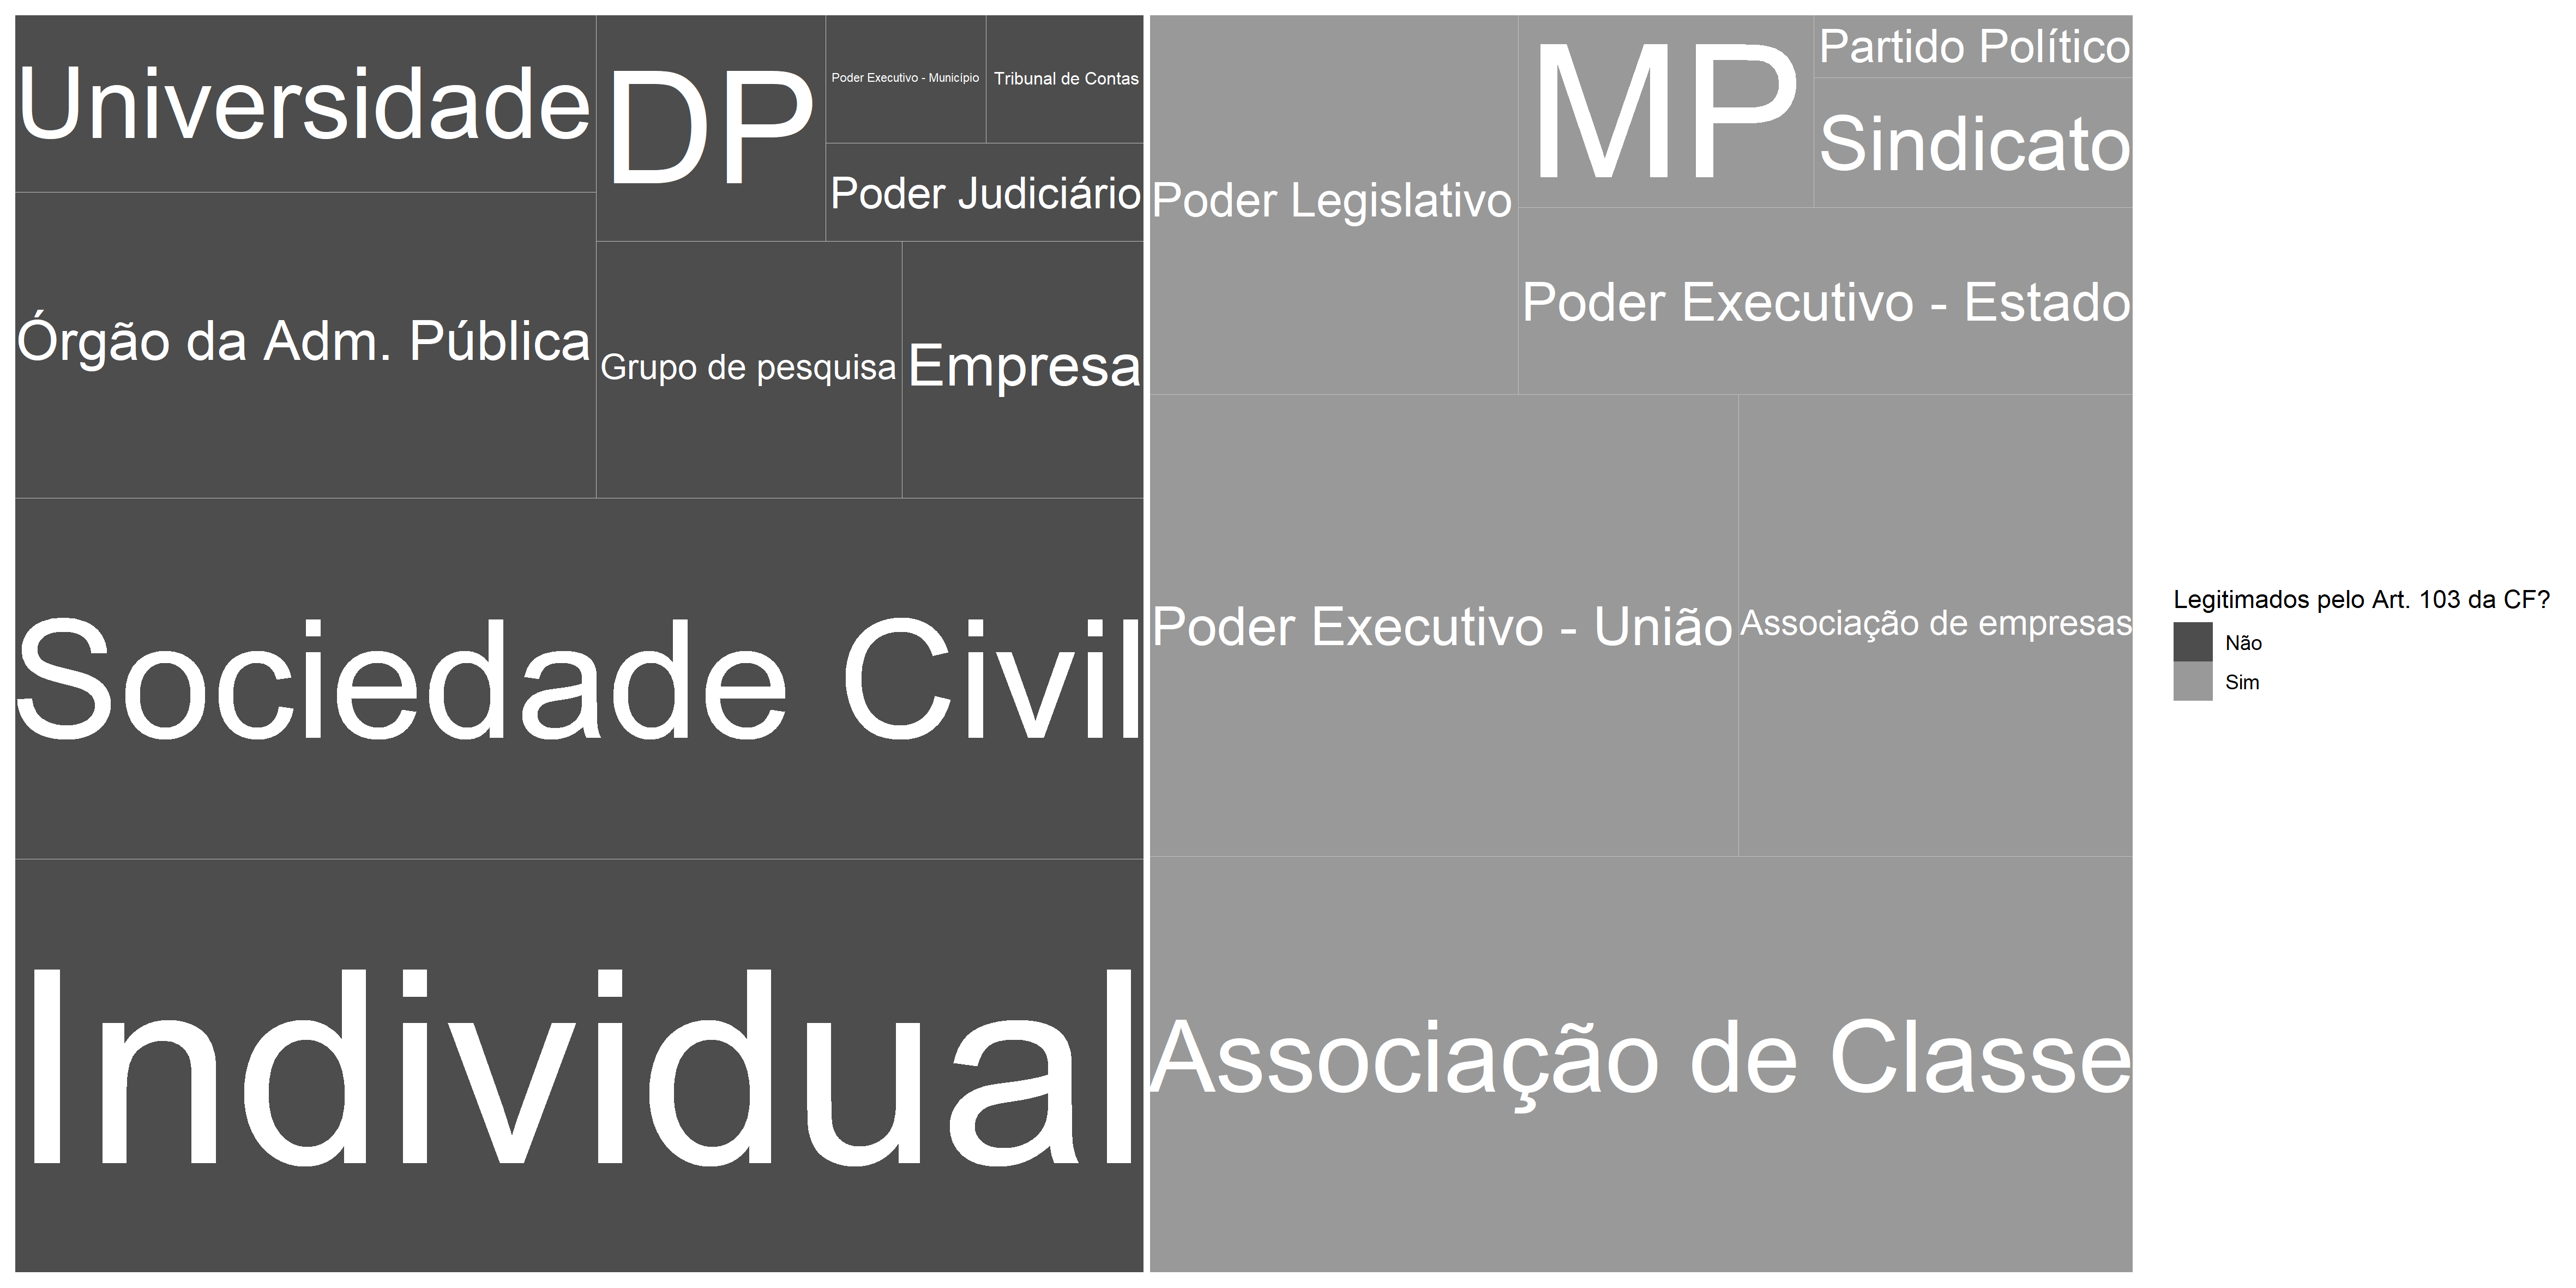 Universidade
DP
Poder Executivo - Município
Tribunal de Contas
Poder Judiciário
Órgão da Adm. Pública
Grupo de pesquisa
Empresa
Sociedade Civil
Individual
Poder Legislativo
MP
Partido Político
Sindicato
Poder Executivo - Estado
Poder Executivo - União
Associação de empresas
Associação de Classe
Legitimados pelo Art. 103 da CF?
Não
Sim